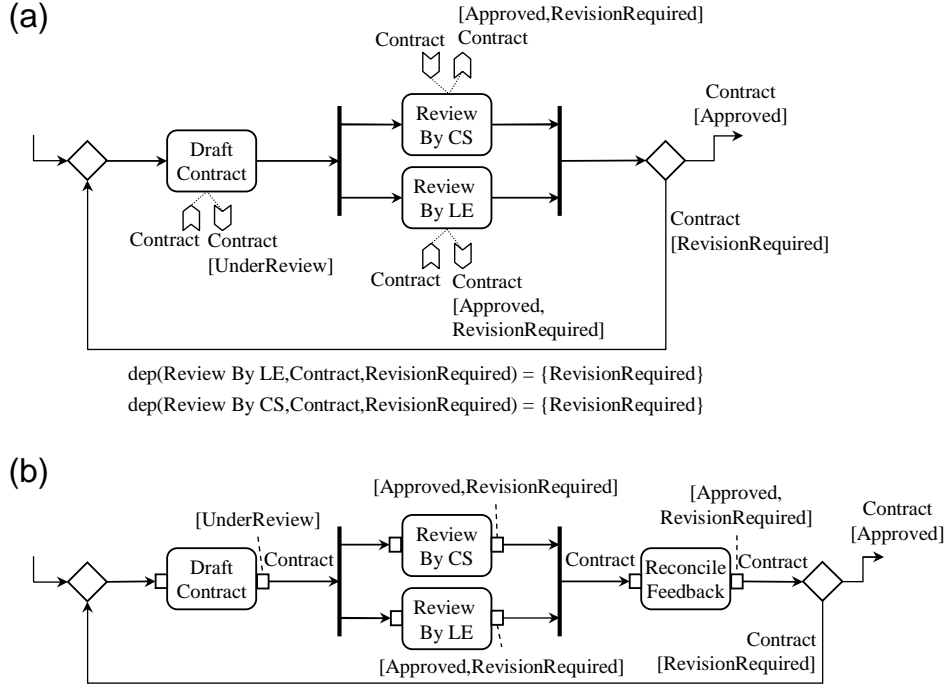 (a)
[Approved,RevisionRequired]
Contract
Contract
Review
By CS
Contract
[Approved]
Draft
Contract
Review
By LE
Contract
Contract
[UnderReview]
Contract
[RevisionRequired]
Contract
Contract
[Approved,
RevisionRequired]
dep(Review By LE,Contract,RevisionRequired) = {RevisionRequired}
dep(Review By CS,Contract,RevisionRequired) = {RevisionRequired}
(b)
[UnderReview]
[Approved,RevisionRequired]
[Approved,
RevisionRequired]
Contract
[Approved]
Draft
Contract
Contract
Review
By CS
Contract
Reconcile
Feedback
Contract
Review
By LE
[Approved,RevisionRequired]
Contract
[RevisionRequired]